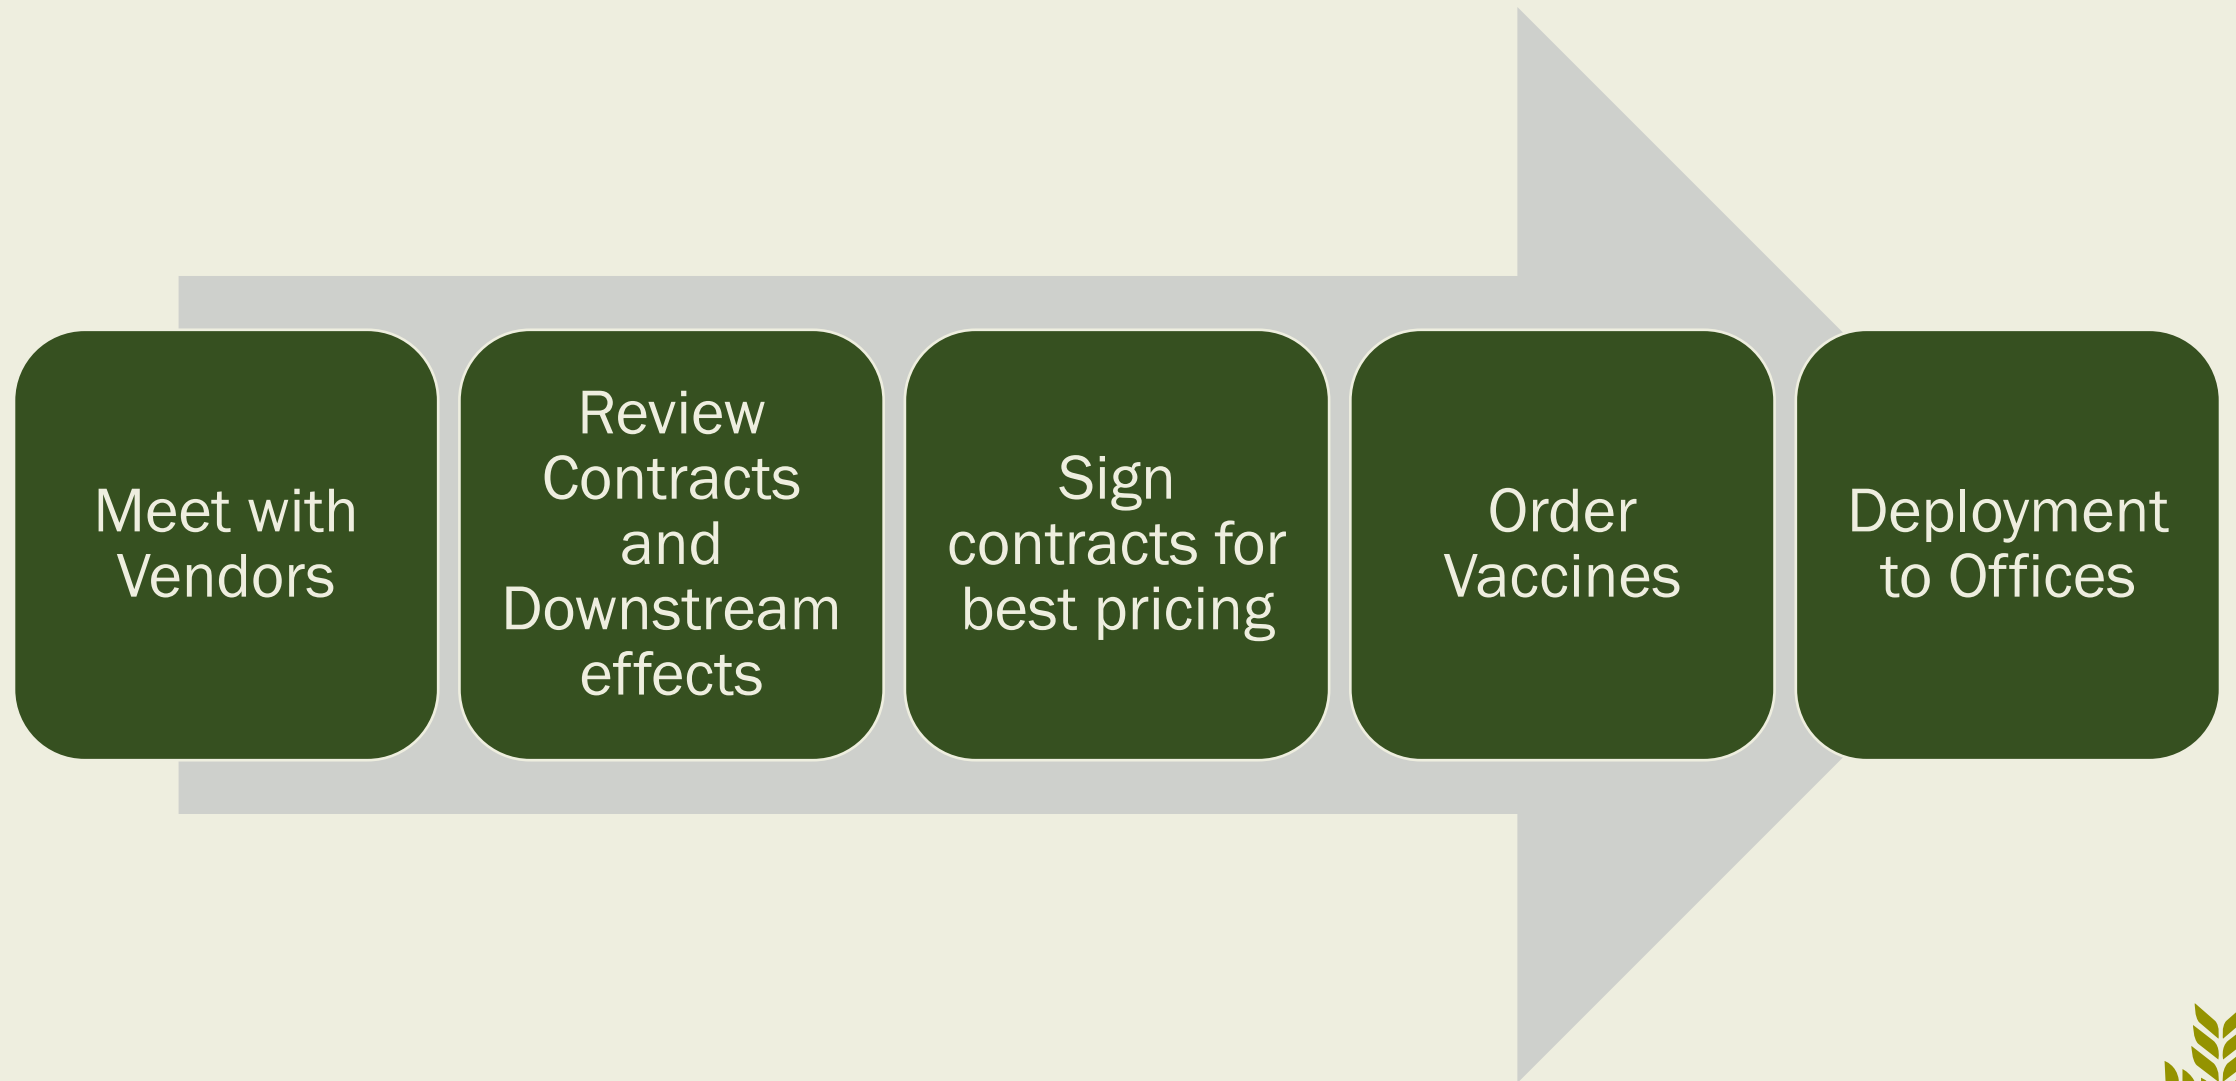 Meet with
Vendors
Review
Contracts
and
Downstream
effects
Sign
contracts for
best pricing
Order
Vaccines
Deployment
to Offices